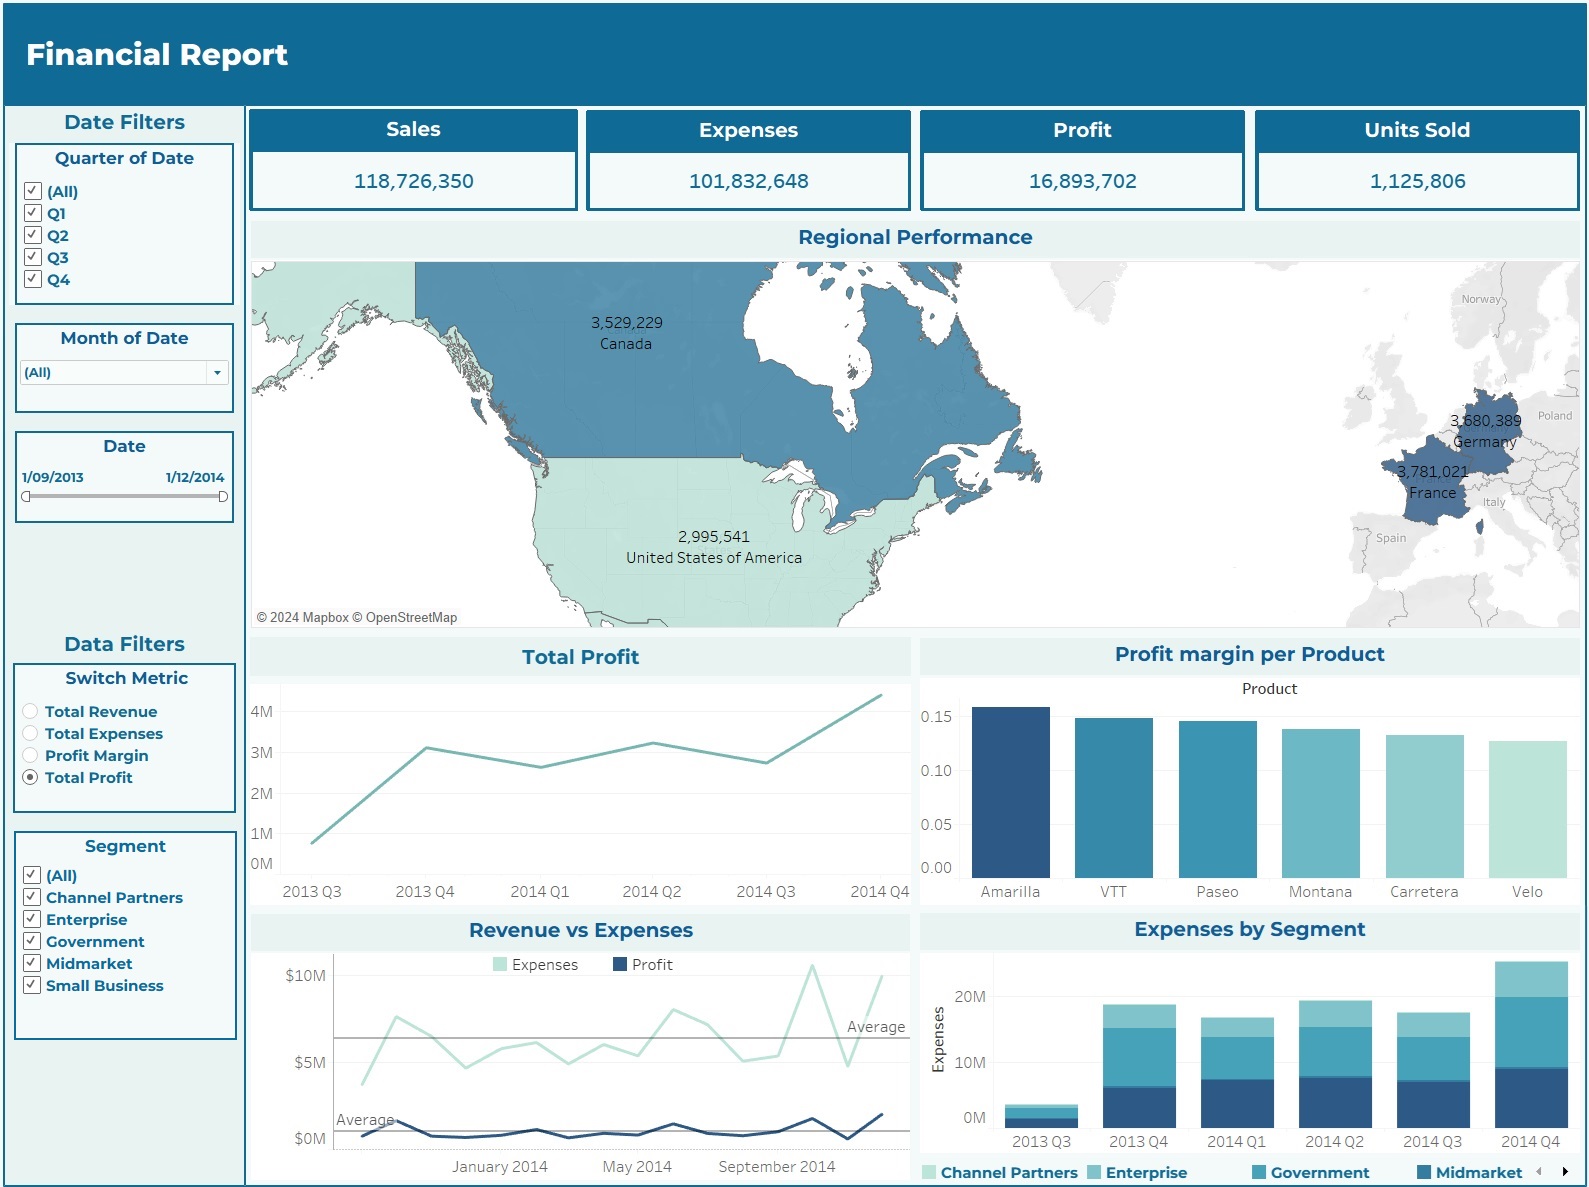 Financial Report
Date Filters
Quarter of Date
(All)
Q1
Q2
Q3
Q4
Month of Date
(All)
Date
1/09/2013 1/12/2014
Data Filters
Switch Metric
Total Revenue
Total Expenses
Profit Margin
Total Profit
Segment
(All)
Channel Partners
Enterprise
Government
Midmarket
Small Business
Sales
118,726,350
Expenses
101,832,648
Profit
16,893,702
Units Sold
1,125,806
Regional Performance
3,529,229
Canada
2,995,541
United States of America
Norway
Poland
3,680,389
Germany
3,781,021
France
Italy
Spain
© 2024 Mapbox © OpenStreetMap
Total Profit
4M
3M
2M
1M
0M
2013 Q3 2013 Q4 2014 Q1 2014 Q2 2014 Q3 2014 Q4
Profit margin per Product
Product
0.15
0.10
0.05
0.00
Amarilla VTT Paseo Montana Carretera Velo
Revenue vs Expenses
Expenses Profit
$10M
Average
$5M
Average
$0M
January 2014 May 2014 September 2014
Expenses by Segment
Expenses
20M
10M
0M
2013 Q3 2013 Q4 2014 Q1 2014 Q2 2014 Q3 2014 Q4
Channel Partners Enterprise Government Midmarket